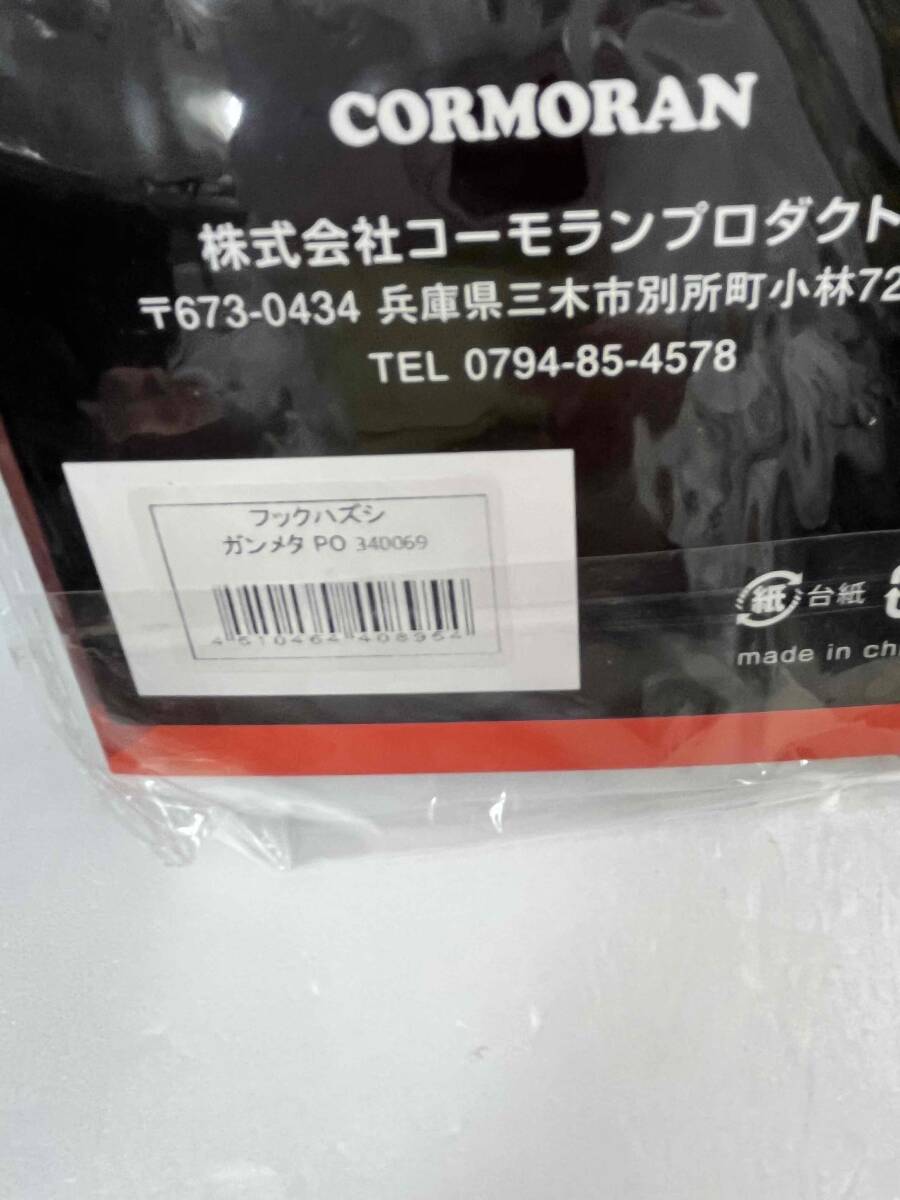 CORMORAN
株式会社コーモランプロダクト
〒673-0434 兵庫県三木市別所町小林72
TEL 0794-85-4578
フックハズシ
ガンメタ PO 340069
4510464408954
紙 台紙
made in ch